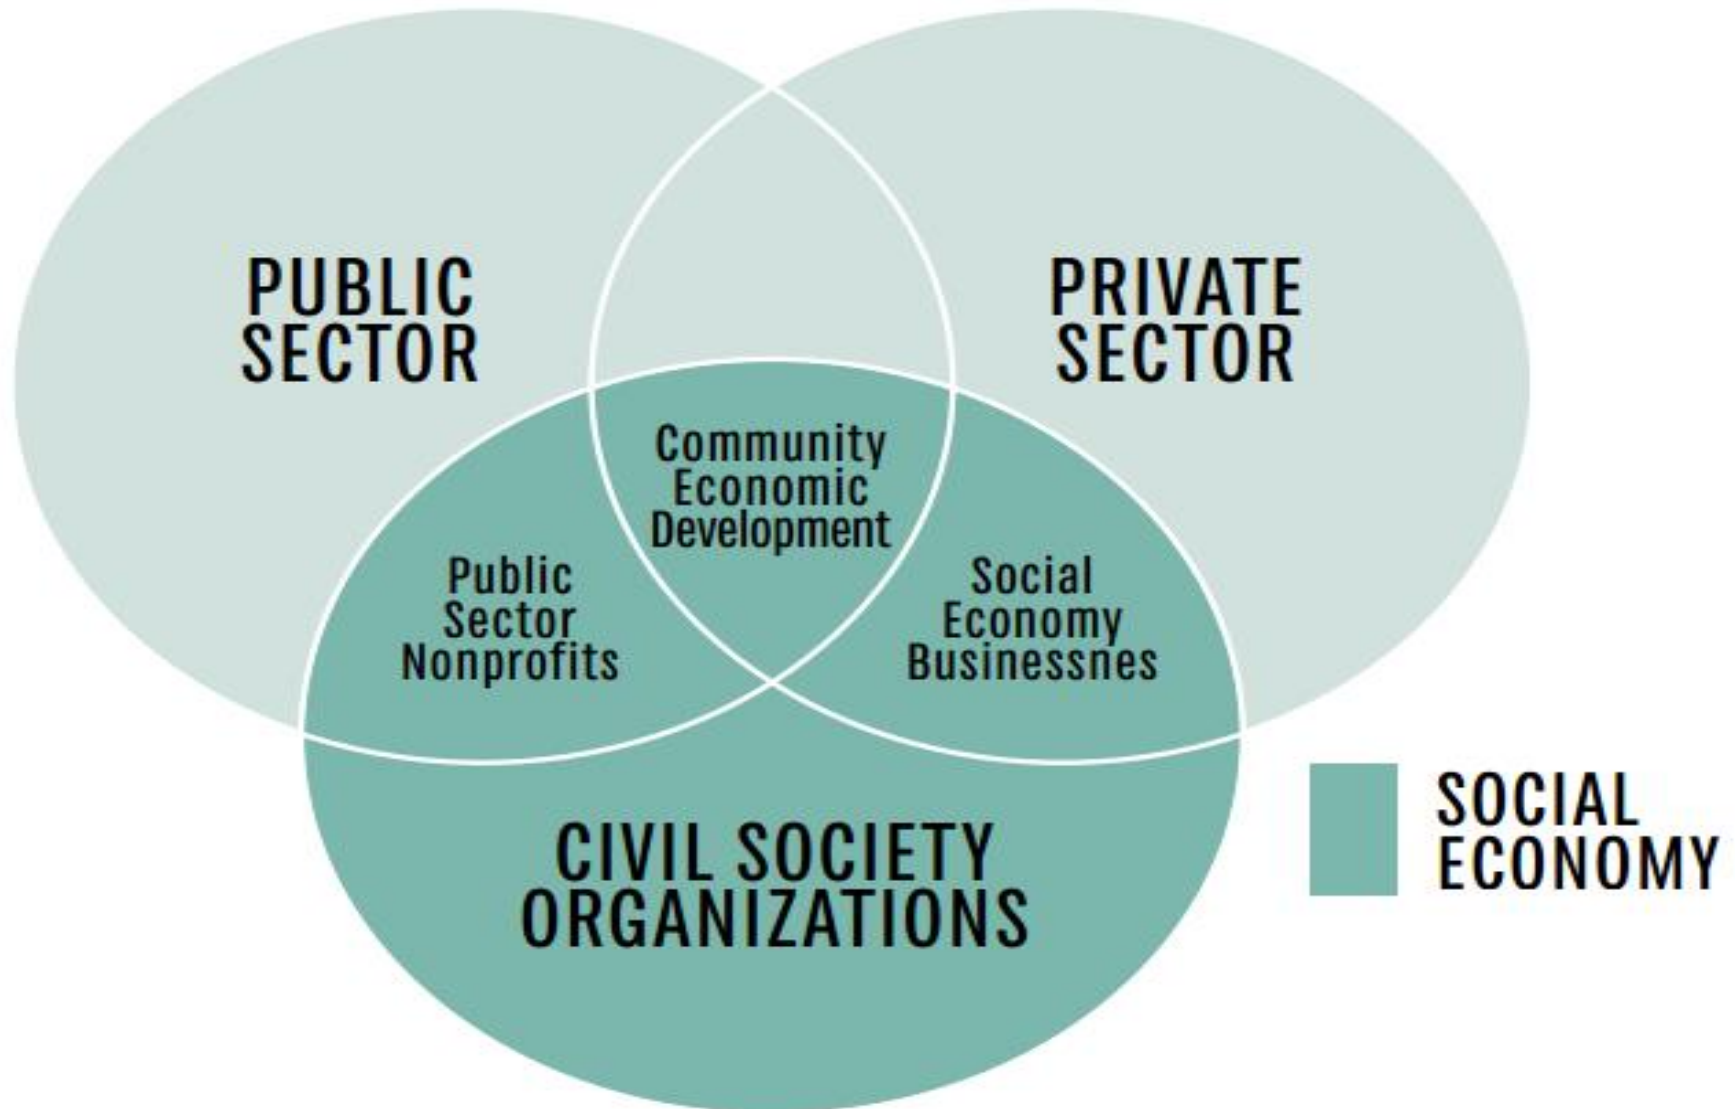 PUBLIC
SECTOR
PRIVATE
SECTOR
Community
Economic
Development
Public
Sector
Nonprofits
Social
Economy
Businessnes
CIVIL SOCIETY
ORGANIZATIONS
SOCIAL
ECONOMY